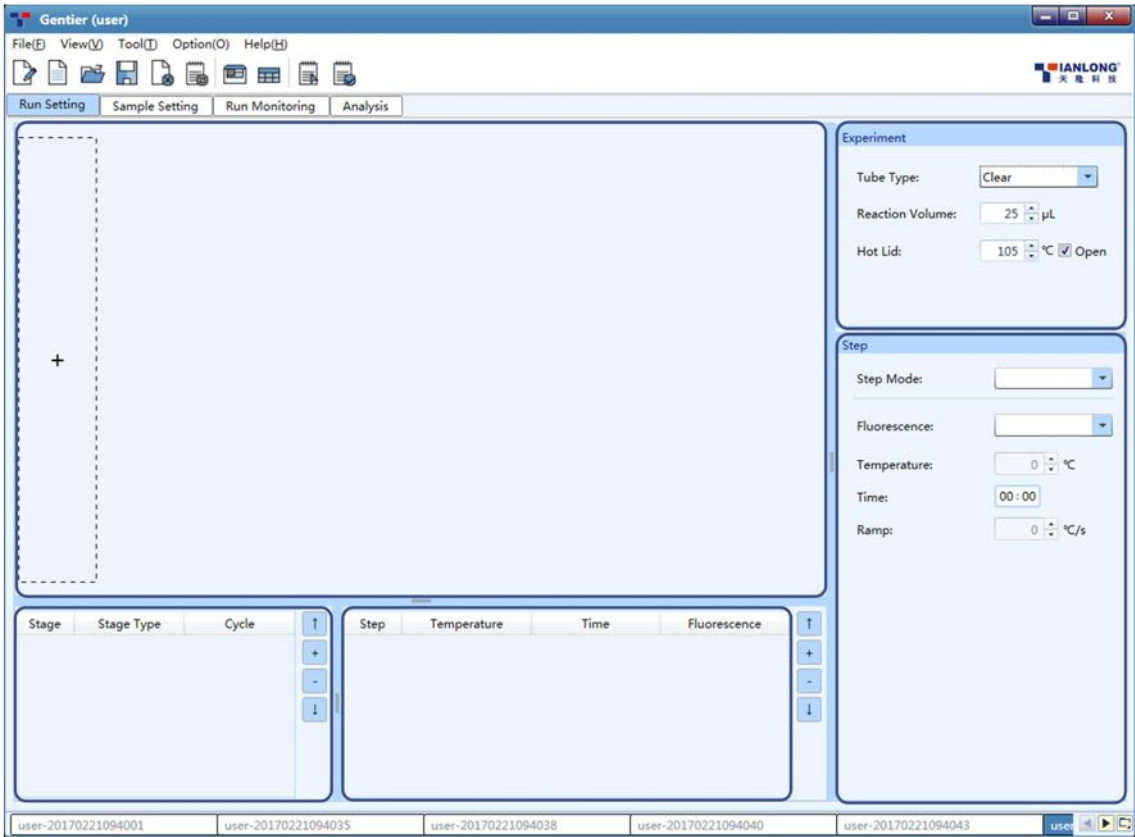 Gentier (user)
File(F) View(V) Tool(T) Option(O) Help(H)
TIANLONG
天隆科技
Run Setting Sample Setting Run Monitoring Analysis
Experiment
Tube Type: Clear
Reaction Volume: 25 µL
Hot Lid: 105 ℃ Open
+
Step
Step Mode:
Fluorescence:
Temperature: 0 ℃
Time: 00:00
Ramp: 0 ℃/s
Stage Stage Type Cycle ↑
+
-
↓
Step Temperature Time Fluorescence ↑
+
-
↓
user-20170221094001 user-20170221094035 user-20170221094038 user-20170221094040 user-20170221094043 user